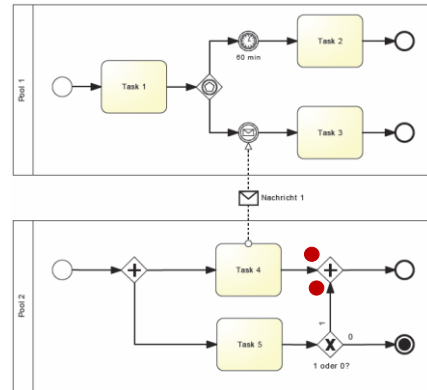 Pool 1
Task 1
60 min
Task 2
Task 3
Nachricht 1
Pool 2
Task 4
Task 5
1
0
1 oder 0?